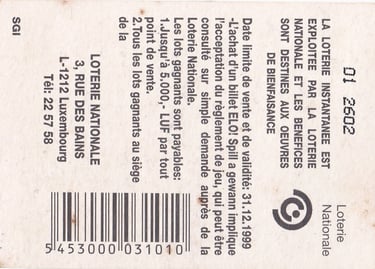 01 2602
LA LOTERIE INSTANTANEE EST
EXPLOITEE PAR LA LOTERIE
NATIONALE ET LES BENEFICES
SONT DESTINES AUX OEUVRES
DE BIENFAISANCE
Loterie
Nationale
Date limite de vente et de validité: 31.12.1999
-L'achat d'un billet ELO! Spill a gewann implique
l'acceptation du règlement de jeu, qui peut être
consulté sur simple demande auprès de la
Loterie Nationale.
Les lots gagnants sont payables:
1.Jusqu'à 5.000,- LUF par tout
point de vente.
2.Tous les lots gagnants au siège
de la
LOTERIE NATIONALE
3, RUE DES BAINS
L-1212 Luxembourg
Tél: 22 57 58
5 453000 031010
SGI